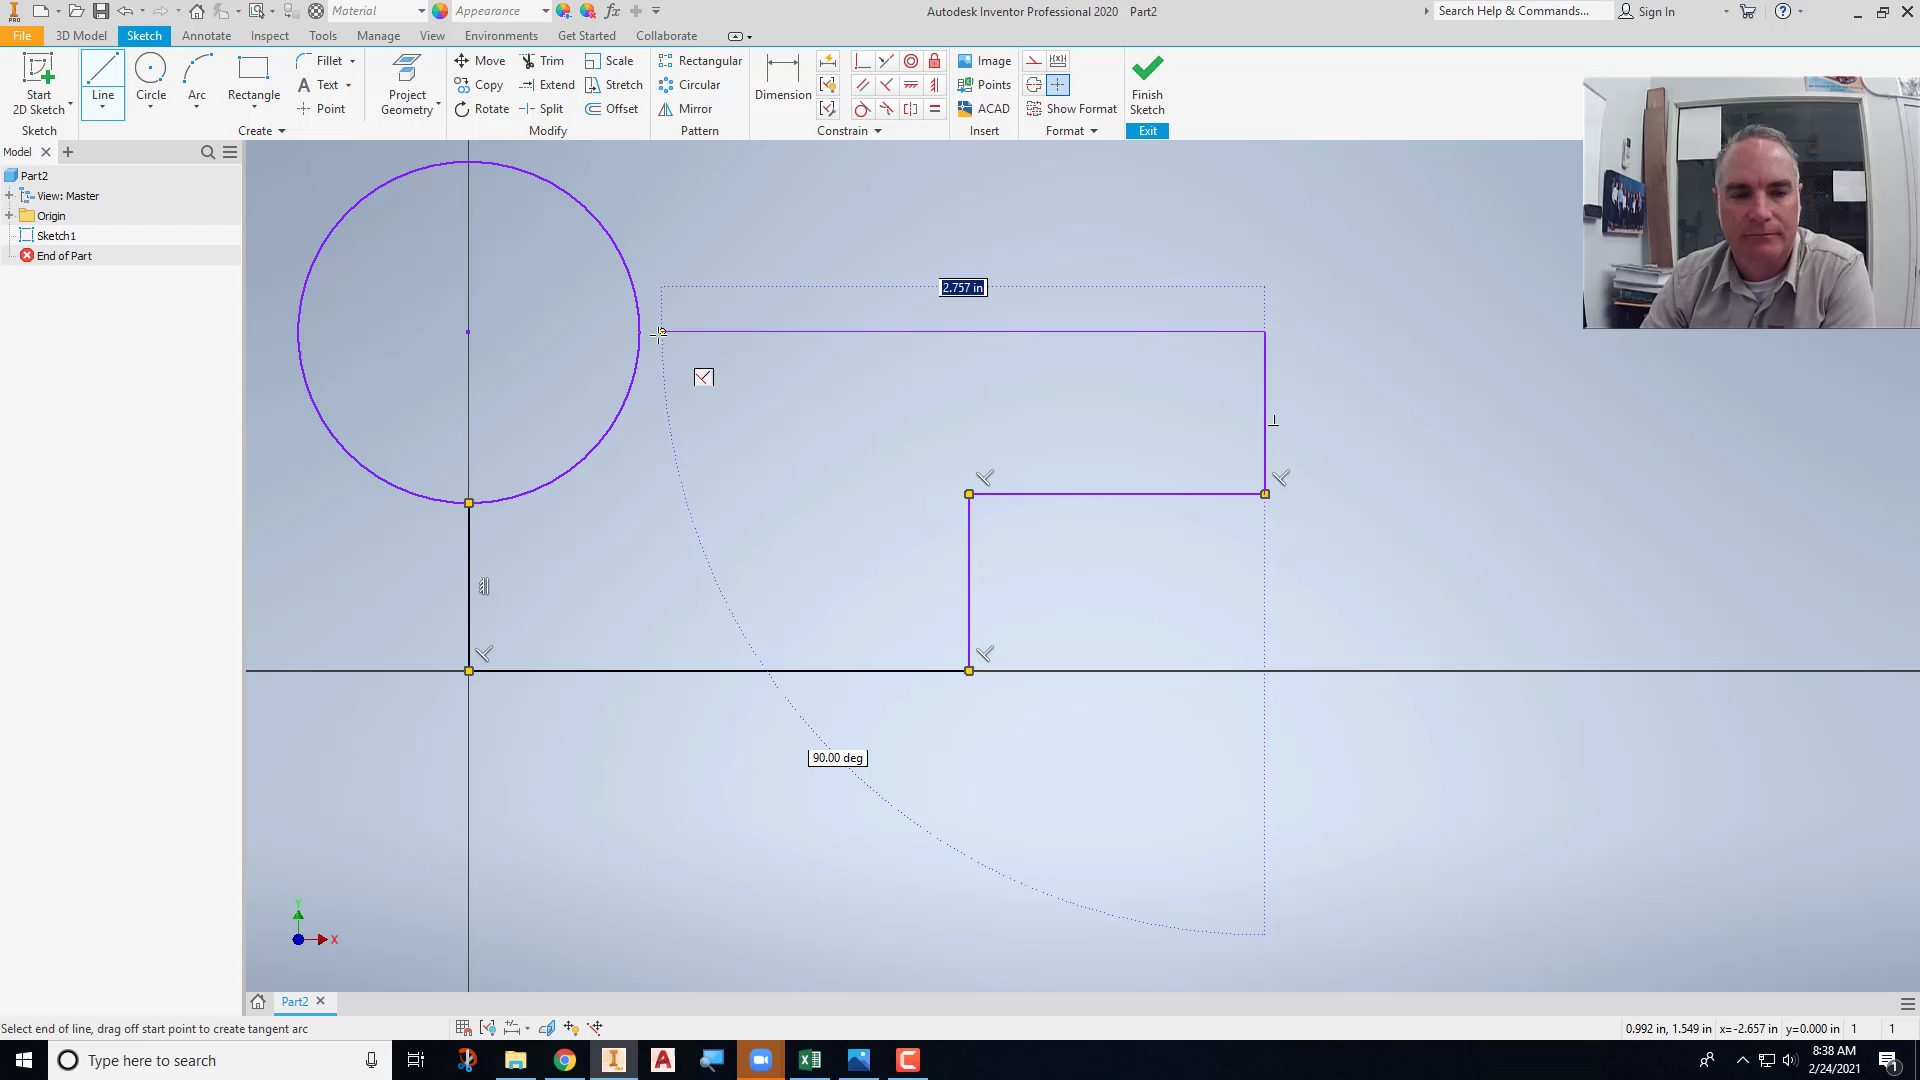 Material
Appearance
Autodesk Inventor Professional 2020 Part2
Search Help & Commands...
Sign In
PRO
fx
File
3D Model
Sketch
Annotate
Inspect
Tools
Manage
View
Environments
Get Started
Collaborate
Start
2D Sketch
Line
Circle
Arc
Rectangle
Fillet
Text
Point
Project
Geometry
Move
Trim
Scale
Copy
Extend
Stretch
Rotate
Split
Offset
Rectangular
Circular
Mirror
Dimension
Image
Points
ACAD
Show Format
Finish
Sketch
Sketch
Create
Modify
Pattern
Constrain
Insert
Format
Exit
Model
Part2
View: Master
Origin
Sketch1
End of Part
2.757 in
90.00 deg
Y
X
Part2
Select end of line, drag off start point to create tangent arc
0.992 in, 1.549 in x=-2.657 in y=0.000 in 1 1
Type here to search
8:38 AM
2/24/2021
1